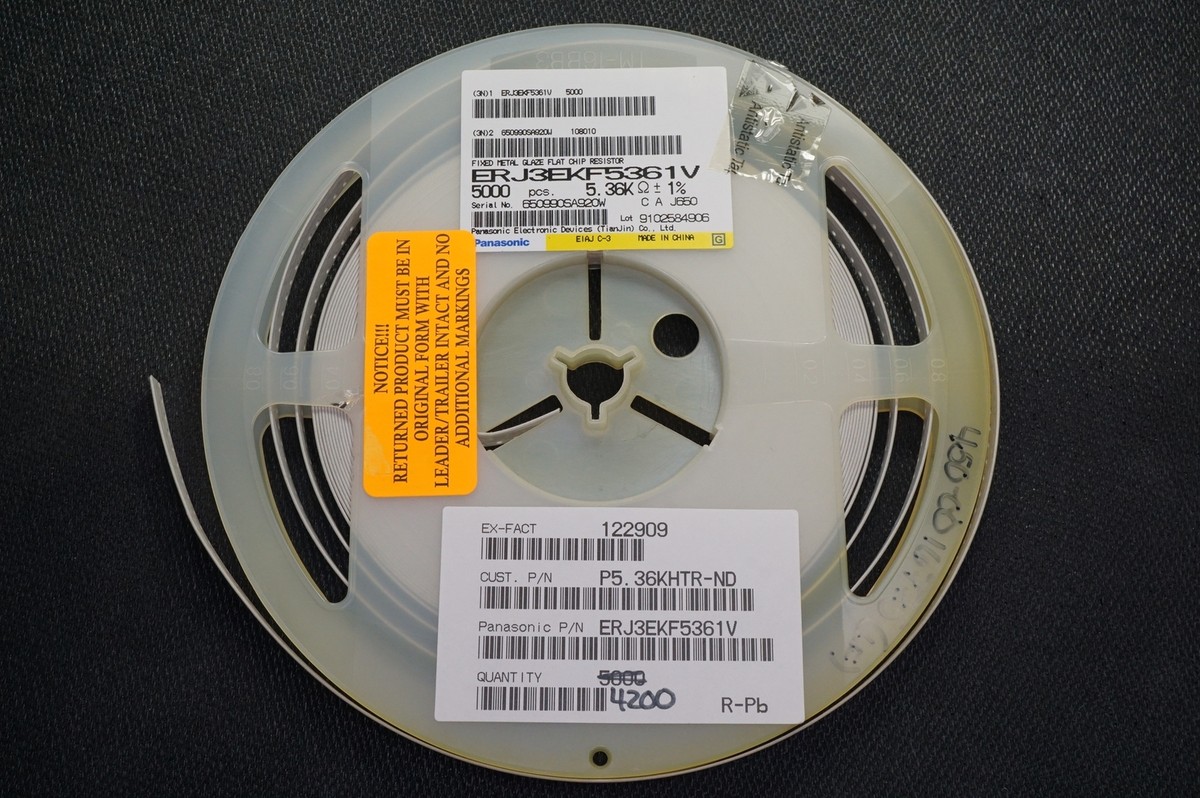 (3N)1 ERJ3EKF5361V 5000
(3N)2 650990SA920W 108010
FIXED METAL GLAZE FLAT CHIP RESISTOR
ERJ3EKF5361V
5000 pcs. 5.36K Ω ± 1%
Serial No. 650990SA920W C A J650
Lot 9102584906
Panasonic Electronic Devices (TianJin) Co., Ltd.
Panasonic EIAJ C-3 MADE IN CHINA G
Antistatic
Antistatic Ta
NOTICE!!!
RETURNED PRODUCT MUST BE IN
ORIGINAL FORM WITH
LEADER/TRAILER INTACT AND NO
ADDITIONAL MARKINGS
EX-FACT 122909
CUST. P/N P5.36KHTR-ND
Panasonic P/N ERJ3EKF5361V
QUANTITY 5000
4200
R-Pb